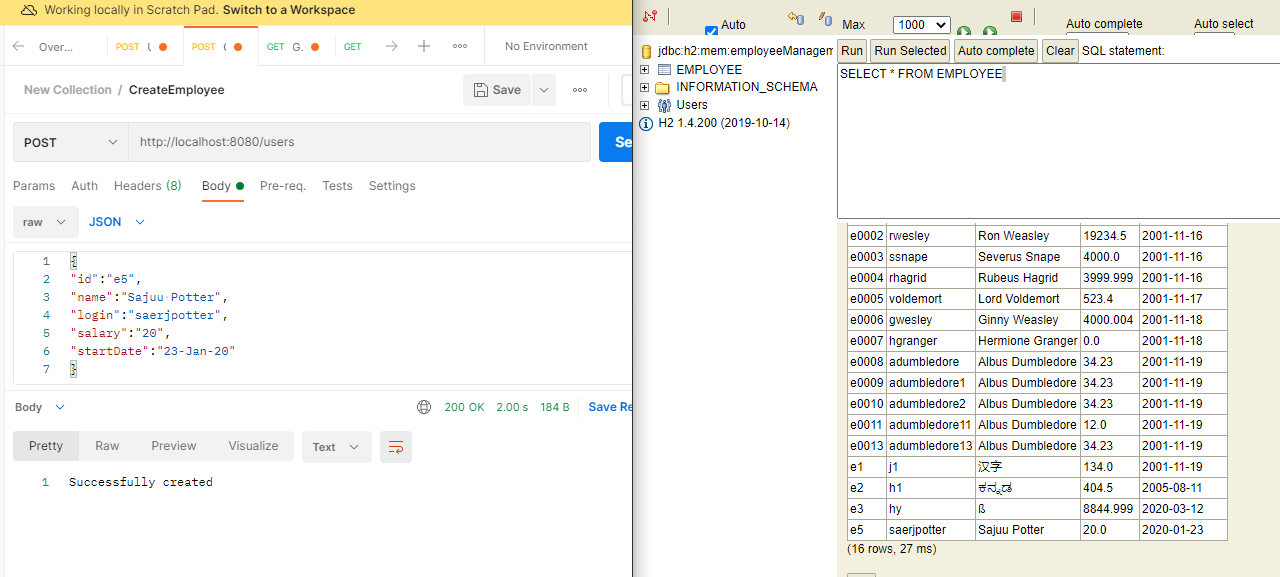 Working locally in Scratch Pad. Switch to a Workspace
Over...
POST
POST
GET G.
GET
No Environment
New Collection / CreateEmployee
Save
POST
http://localhost:8080/users
Se
Params Auth Headers (8) Body Pre-req. Tests Settings
raw
JSON
1 {
2 "id":"e5",
3 "name":"Sajuu Potter",
4 "login":"saerjpotter",
5 "salary":"20",
6 "startDate":"23-Jan-20"
7 }
Body
200 OK 2.00 s 184 B Save Re
Pretty Raw Preview Visualize Text
1 Successfully created
Auto
Max
1000
Auto complete
Auto select
jdbc:h2:mem:employeeManagem
EMPLOYEE
INFORMATION_SCHEMA
Users
H2 1.4.200 (2019-10-14)
Run Run Selected Auto complete Clear SQL statement:
SELECT * FROM EMPLOYEE
e0002 rwesley Ron Weasley 19234.5 2001-11-16
e0003 ssnape Severus Snape 4000.0 2001-11-16
e0004 rhagrid Rubeus Hagrid 3999.999 2001-11-16
e0005 voldemort Lord Voldemort 523.4 2001-11-17
e0006 gwesley Ginny Weasley 4000.004 2001-11-18
e0007 hgranger Hermione Granger 0.0 2001-11-18
e0008 adumbledore Albus Dumbledore 34.23 2001-11-19
e0009 adumbledore1 Albus Dumbledore 34.23 2001-11-19
e0010 adumbledore2 Albus Dumbledore 34.23 2001-11-19
e0011 adumbledore11 Albus Dumbledore 12.0 2001-11-19
e0013 adumbledore13 Albus Dumbledore 34.23 2001-11-19
e1 j1 汉字 134.0 2001-11-19
e2 h1 ಕನ್ನಡ 404.5 2005-08-11
e3 hy ß 8844.999 2020-03-12
e5 saerjpotter Sajuu Potter 20.0 2020-01-23
(16 rows, 27 ms)